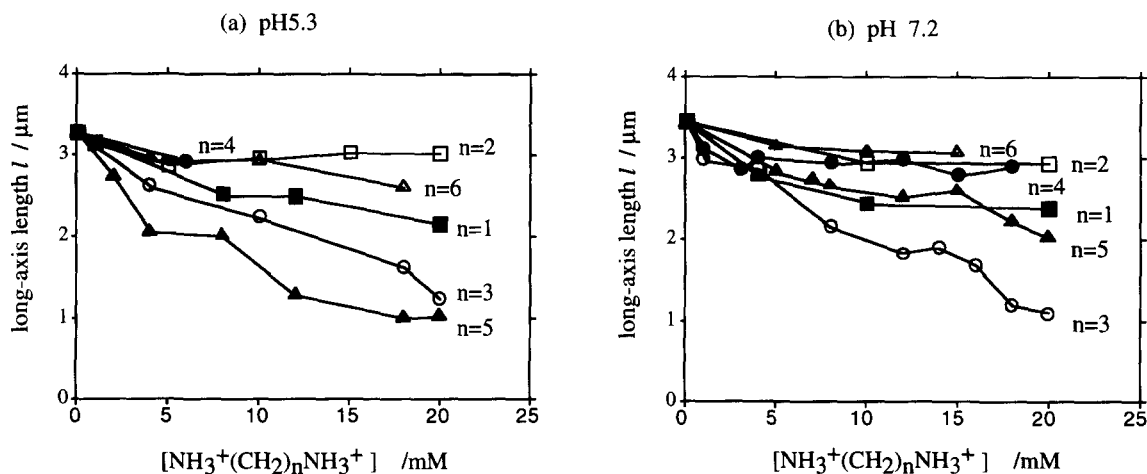 (a) pH5.3
4
3
2
1
0
long-axis length l / μm
n=4
n=2
n=6
n=1
n=3
n=5
0 5 10 15 20
[NH3+(CH2)nNH3+ ] /mM
(b) pH 7.2
4
3
2
1
0
long-axis length l / μm
n=6
n=2
n=4
n=1
n=5
n=3
0 5 10 15 20
[NH3+(CH2)nNH3+ ] /mM